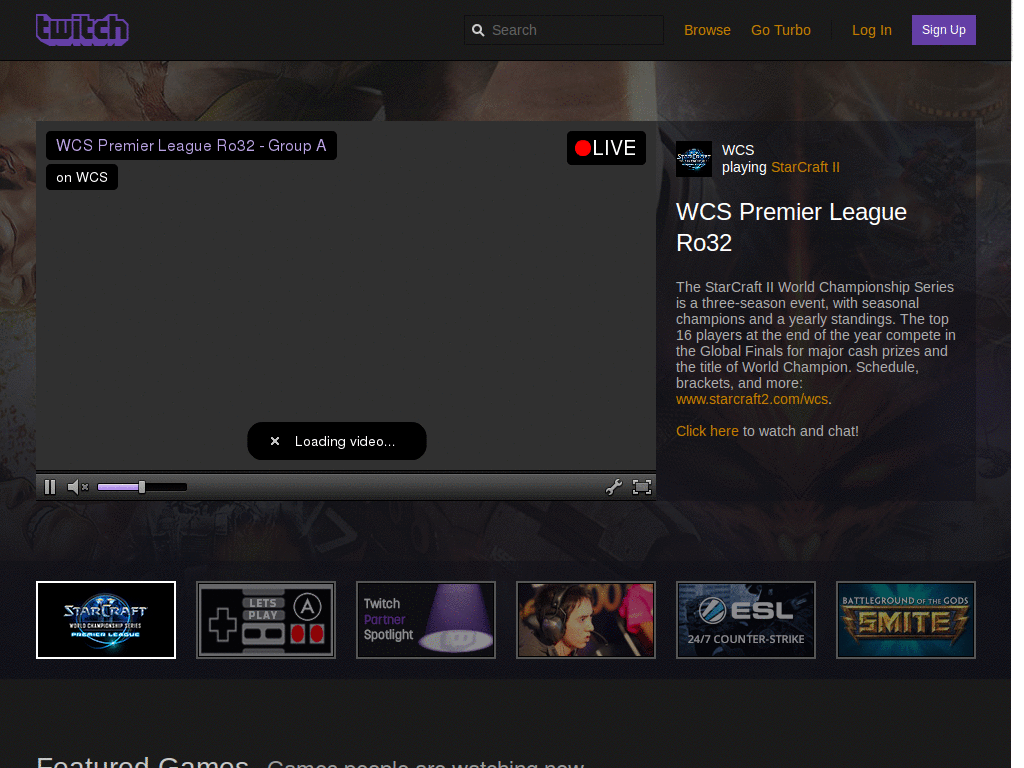 twitch
Search
Browse
Go Turbo
Log In
Sign Up
WCS Premier League Ro32 - Group A
on WCS
LIVE
Loading video...
WCS
playing StarCraft II
WCS Premier League
Ro32
The StarCraft II World Championship Series
is a three-season event, with seasonal
champions and a yearly standings. The top
16 players at the end of the year compete in
the Global Finals for major cash prizes and
the title of World Champion. Schedule,
brackets, and more:
www.starcraft2.com/wcs.
Click here to watch and chat!
STARCRAFT
WORLD CHAMPIONSHIP SERIES
PREMIER LEAGUE
LETS
PLAY
A
Twitch
Partner
Spotlight
ESL
24/7 COUNTER-STRIKE
BATTLEGROUND OF THE GODS
SMITE
Featured Games
Games people are watching now